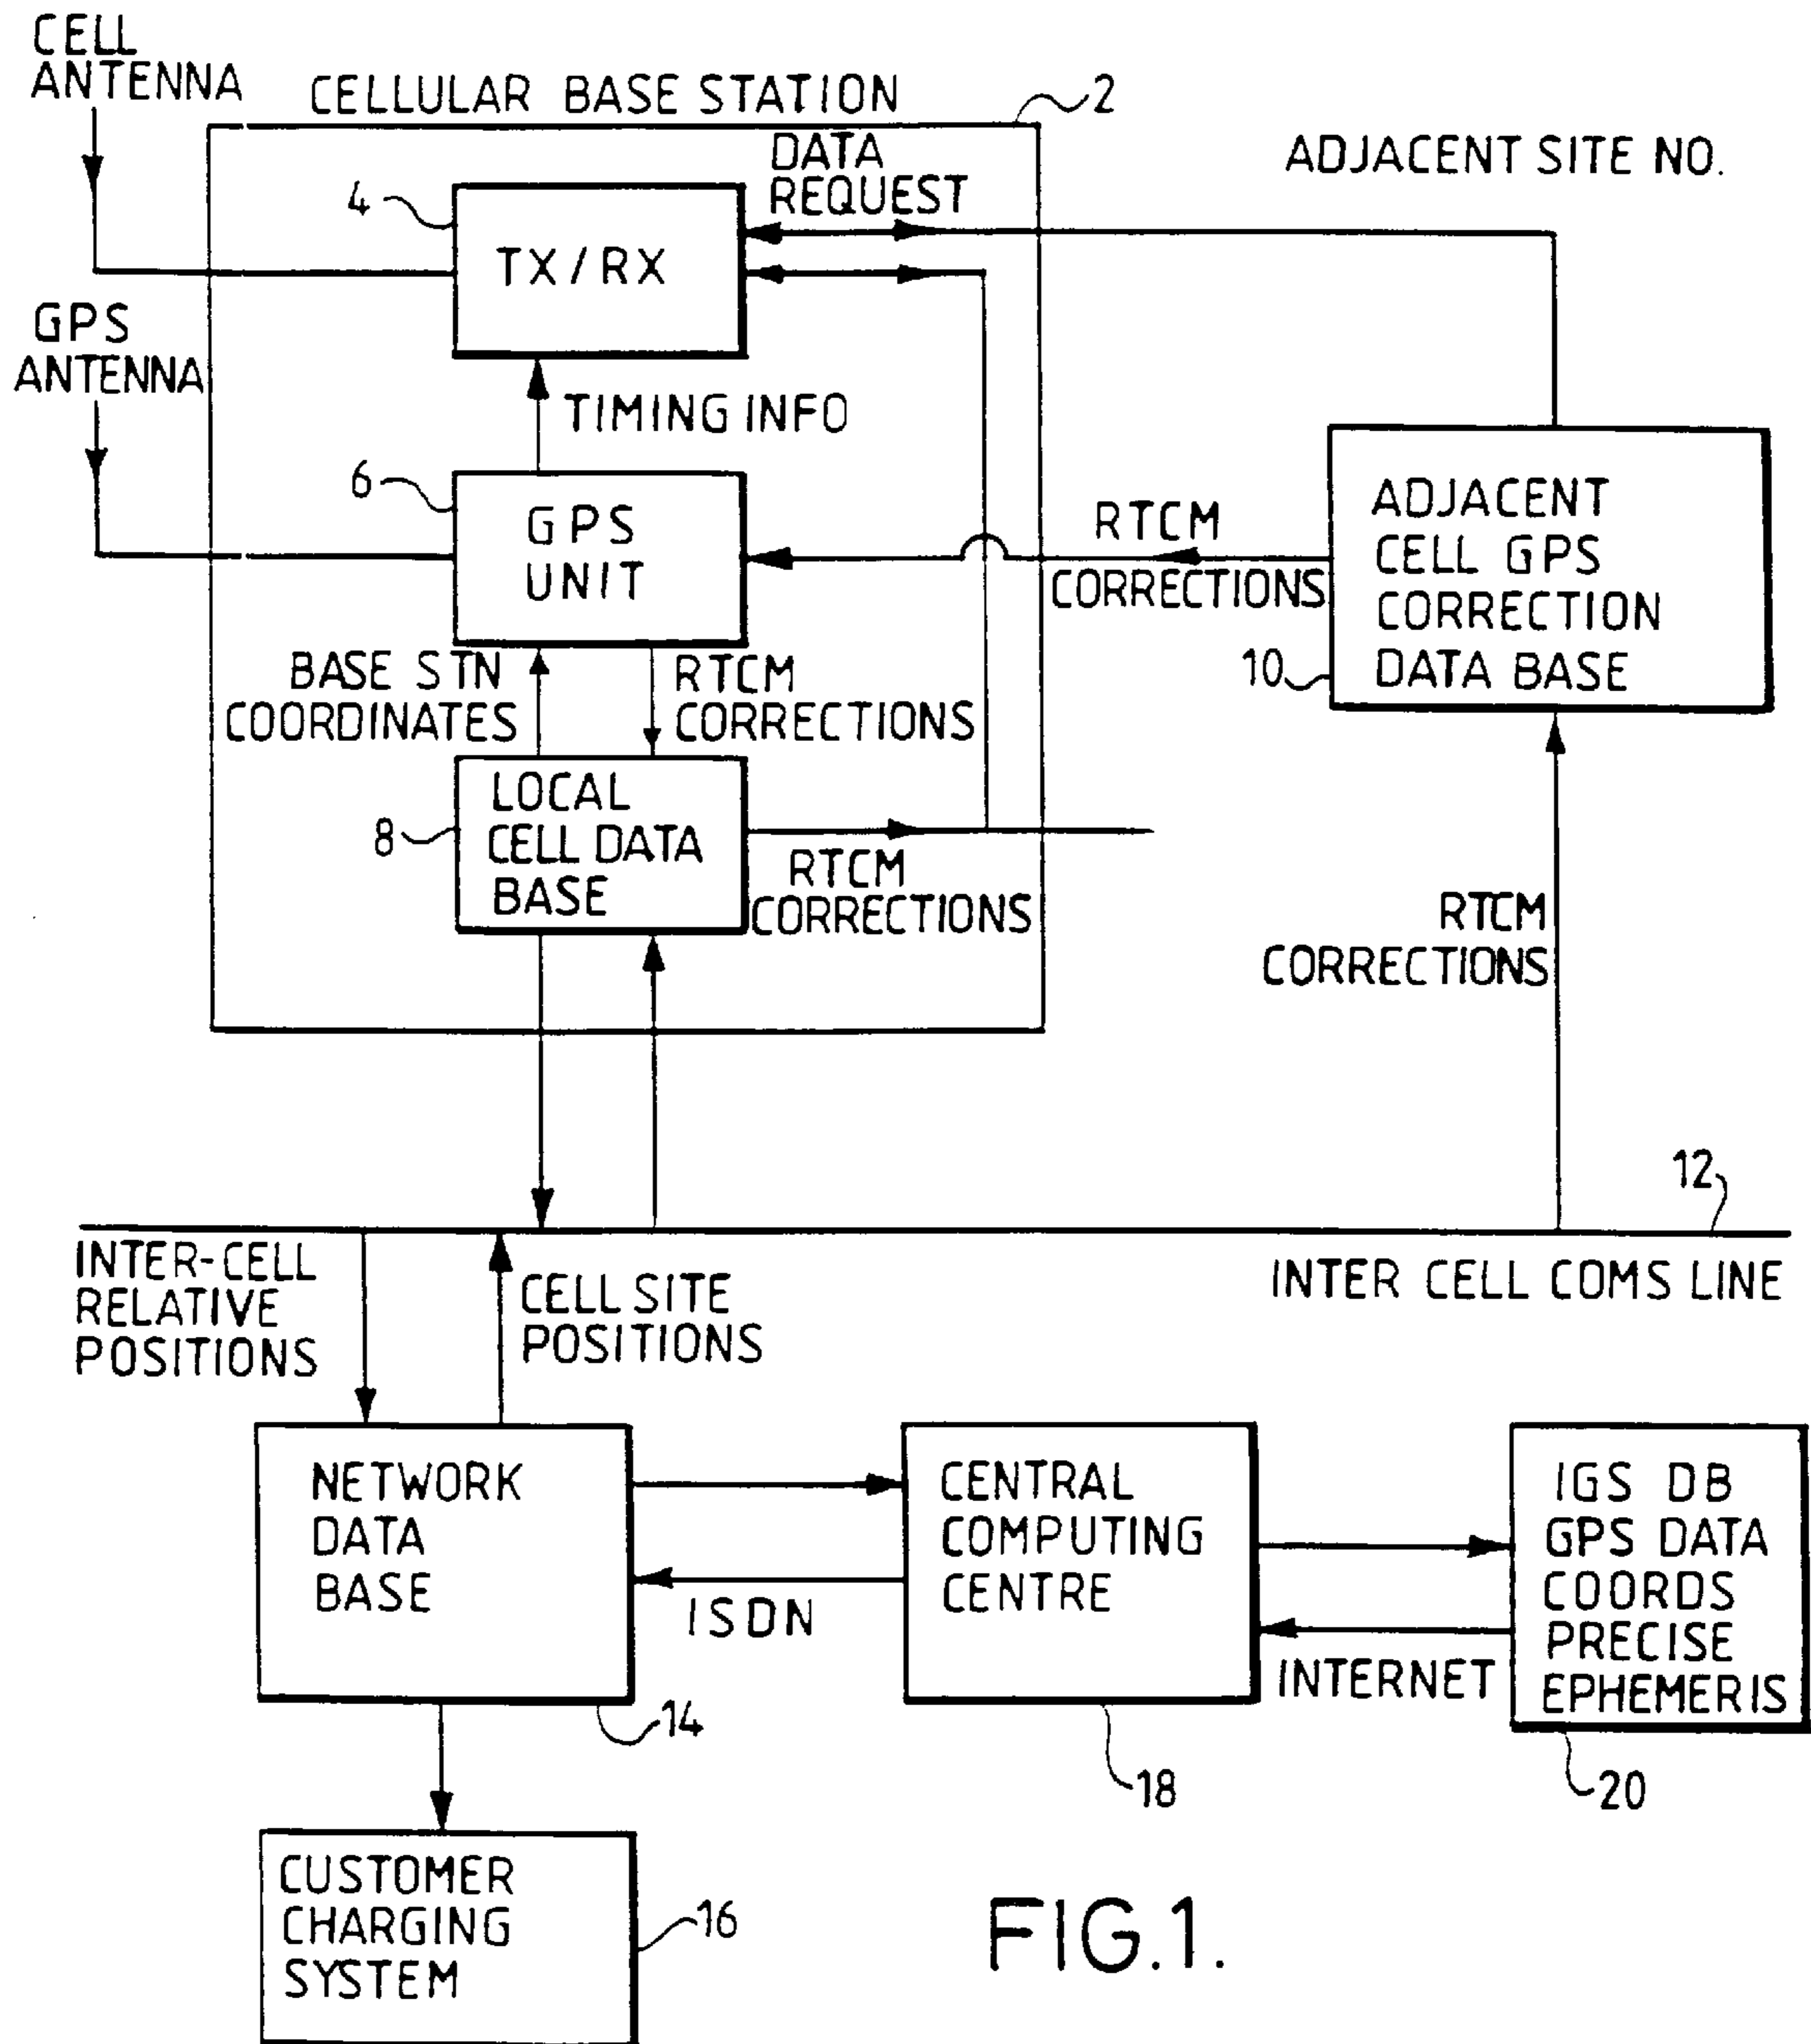 CELL
ANTENNA
CELLULAR BASE STATION
2
DATA
REQUEST
ADJACENT SITE NO.
4
TX/RX
GPS
ANTENNA
TIMING INFO
6
GPS
UNIT
RTCM
CORRECTIONS
ADJACENT
CELL GPS
CORRECTION
DATA BASE
10
BASE STN
COORDINATES
RTCM
CORRECTIONS
8
LOCAL
CELL DATA
BASE
RTCM
CORRECTIONS
RTCM
CORRECTIONS
12
INTER-CELL
RELATIVE
POSITIONS
CELL SITE
POSITIONS
INTER CELL COMS LINE
NETWORK
DATA
BASE
14
ISDN
CENTRAL
COMPUTING
CENTRE
18
INTERNET
IGS DB
GPS DATA
COORDS
PRECISE
EPHEMERIS
20
CUSTOMER
CHARGING
SYSTEM
16
FIG.1.